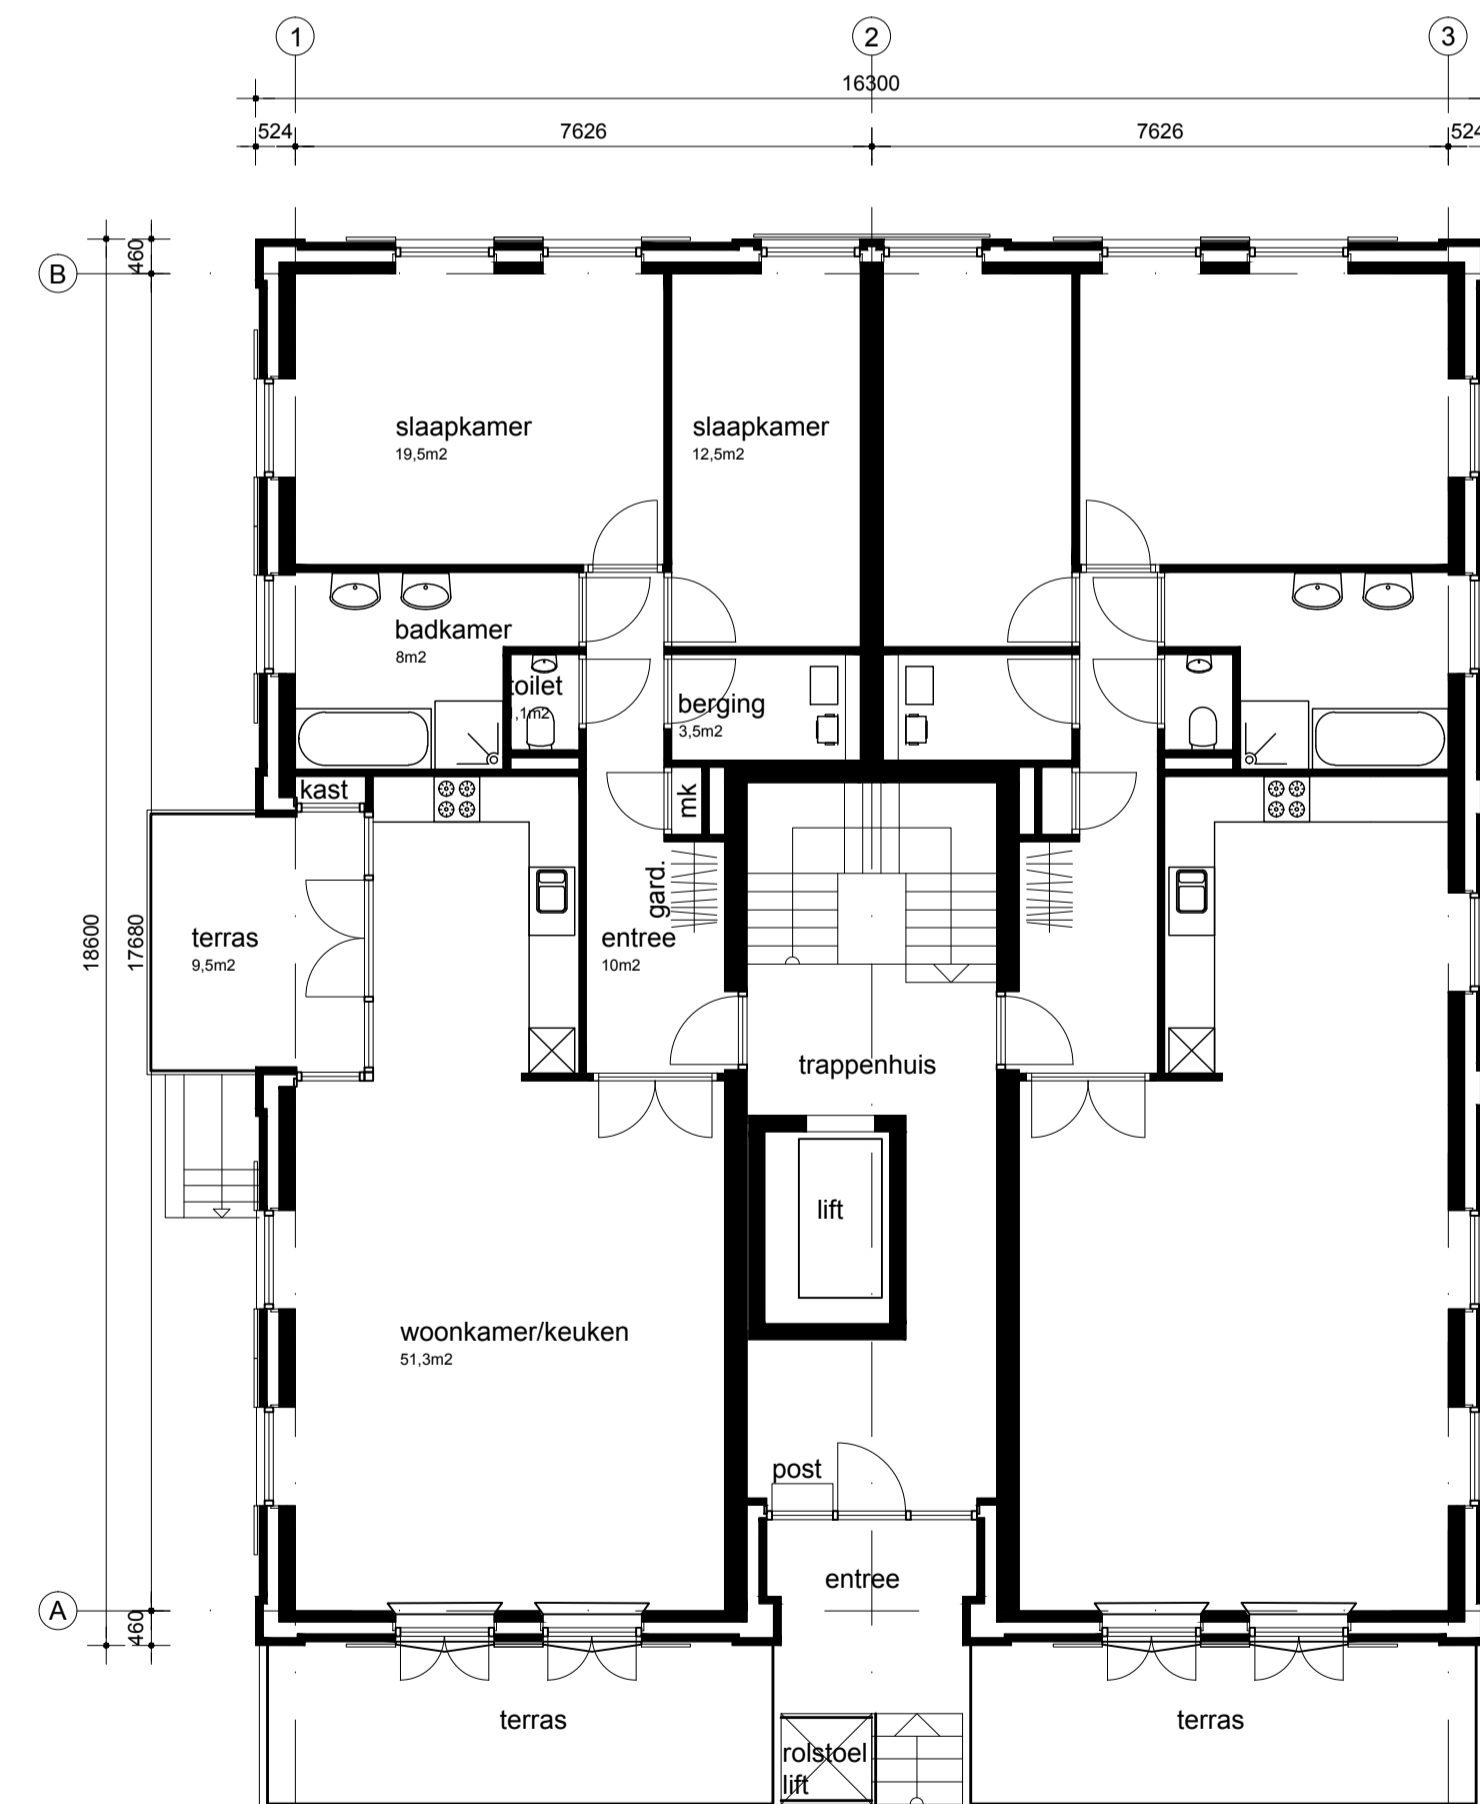 1
2
3
16300
524
7626
7626
524
460
B
slaapkamer
19,5m2
slaapkamer
12,5m2
badkamer
8m2
toilet
1,1m2
berging
3,5m2
kast
mk
gard.
18600
17680
terras
9,5m2
entree
10m2
trappenhuis
lift
woonkamer/keuken
51,3m2
post
entree
A
460
terras
terras
rolstoel
lift